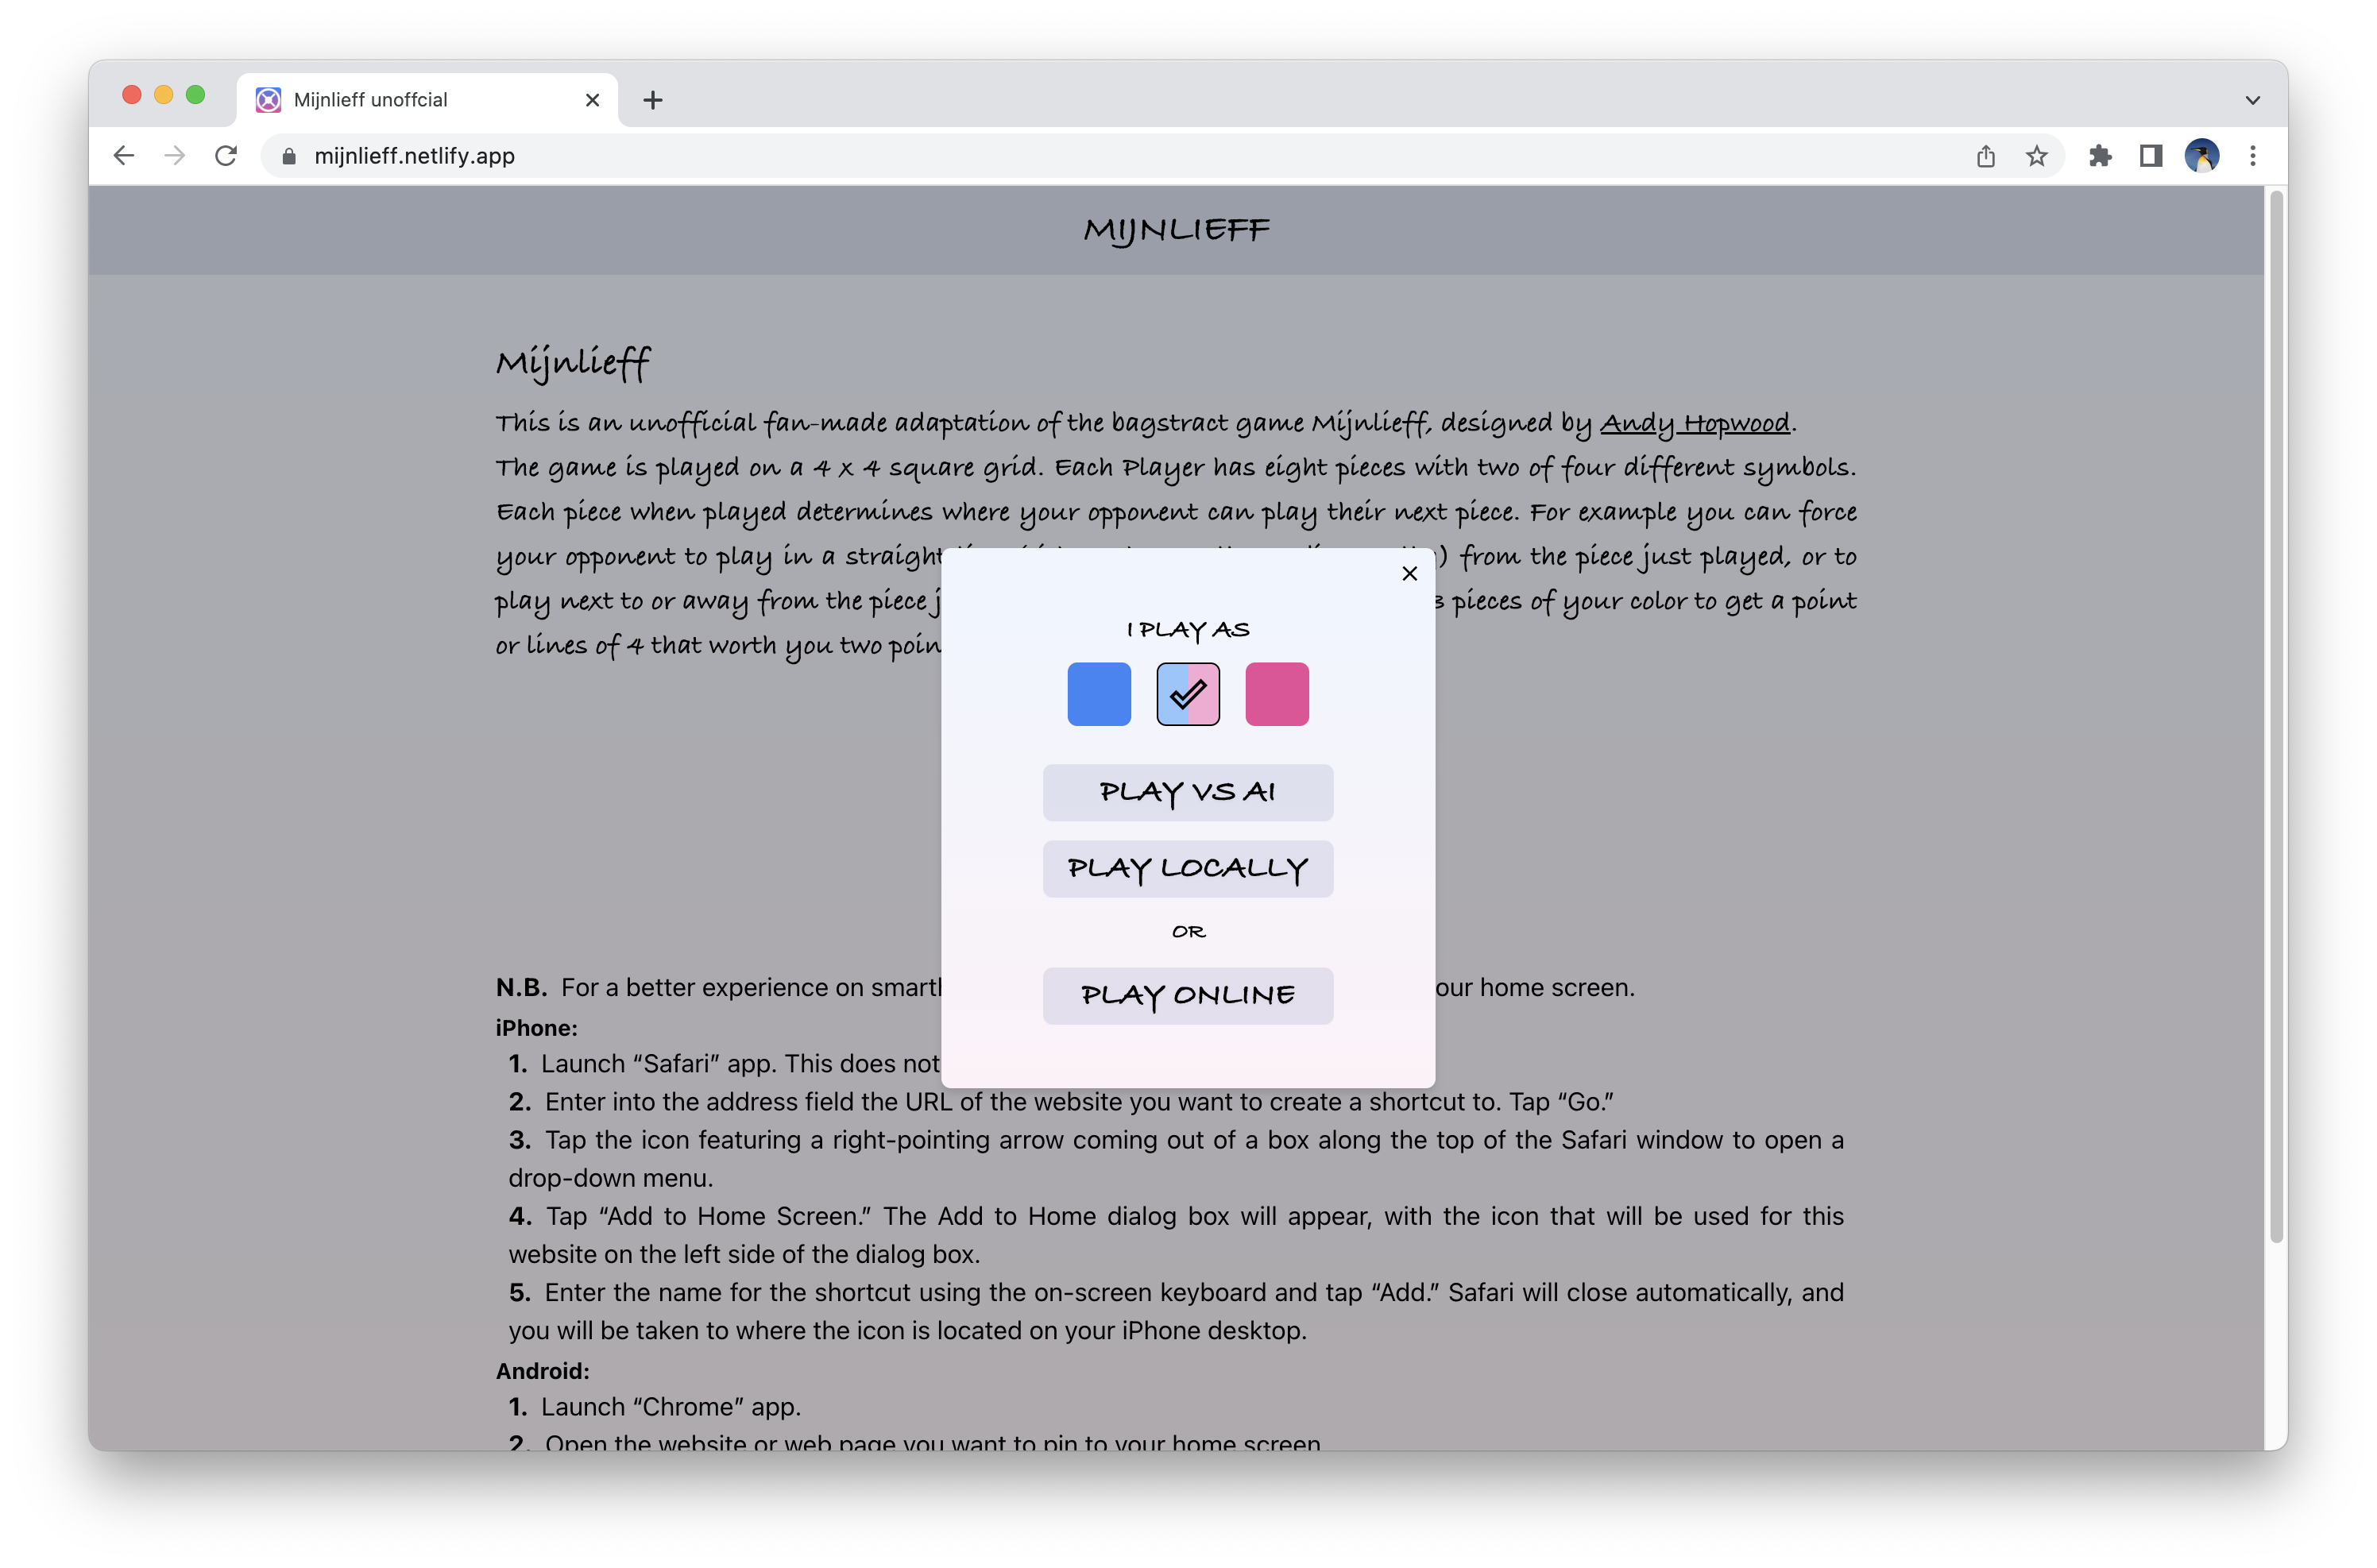 Mijnlieff unoffcial
mijnlieff.netlify.app
MIJNLIEFF
Mijnlieff
This is an unofficial fan-made adaptation of the bagstract game Mijnlieff, designed by Andy Hopwood.
The game is played on a 4 x 4 square grid. Each Player has eight pieces with two of four different symbols.
Each piece when played determines where your opponent can play their next piece. For example you can force
your opponent to play in a straight ) from the piece just played, or to
play next to or away from the piece 3 pieces of your color to get a point
or lines of 4 that worth you two
I PLAY AS
PLAY VS AI
PLAY LOCALLY
OR
PLAY ONLINE
N.B. For a better experience on our home screen.
iPhone:
1. Launch “Safari” app. This does not
2. Enter into the address field the URL of the website you want to create a shortcut to. Tap “Go.”
3. Tap the icon featuring a right-pointing arrow coming out of a box along the top of the Safari window to open a
drop-down menu.
4. Tap “Add to Home Screen.” The Add to Home dialog box will appear, with the icon that will be used for this
website on the left side of the dialog box.
5. Enter the name for the shortcut using the on-screen keyboard and tap “Add.” Safari will close automatically, and
you will be taken to where the icon is located on your iPhone desktop.
Android:
1. Launch “Chrome” app.
2. Open the website or web page you want to pin to your home screen